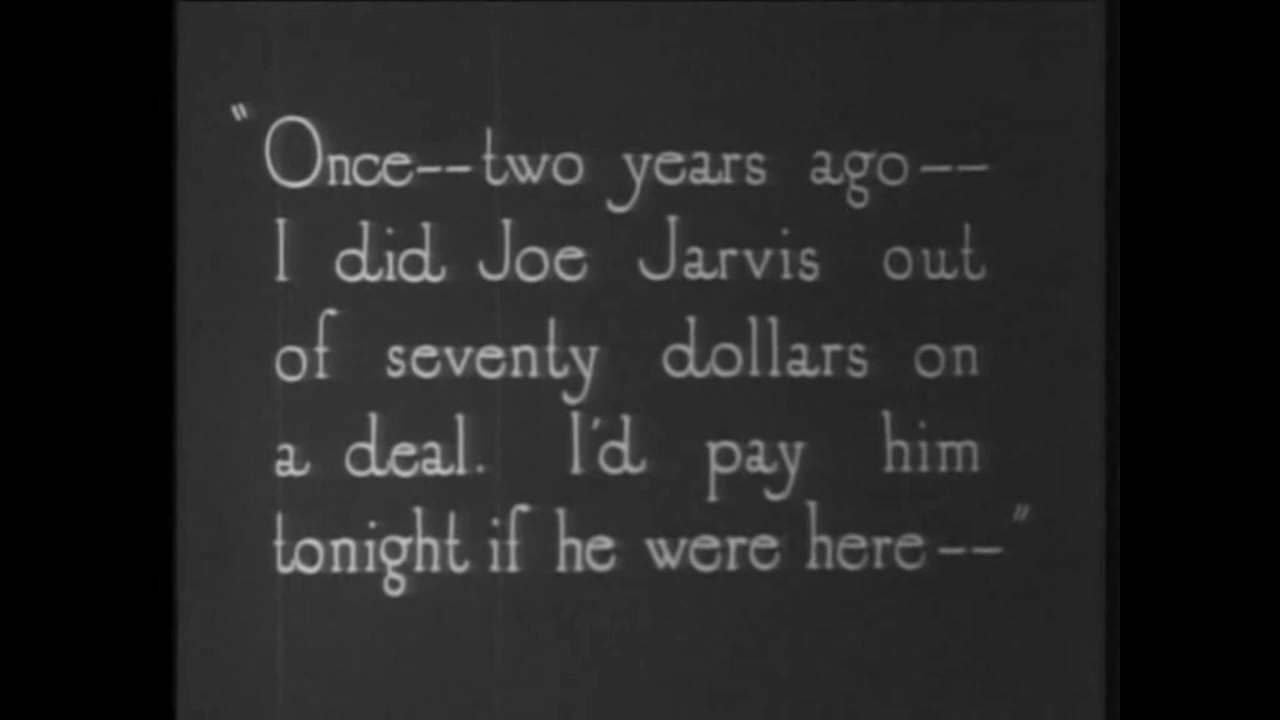 "Once--two years ago--
I did Joe Jarvis out
of seventy dollars on
a deal. I'd pay him
tonight if he were here--"